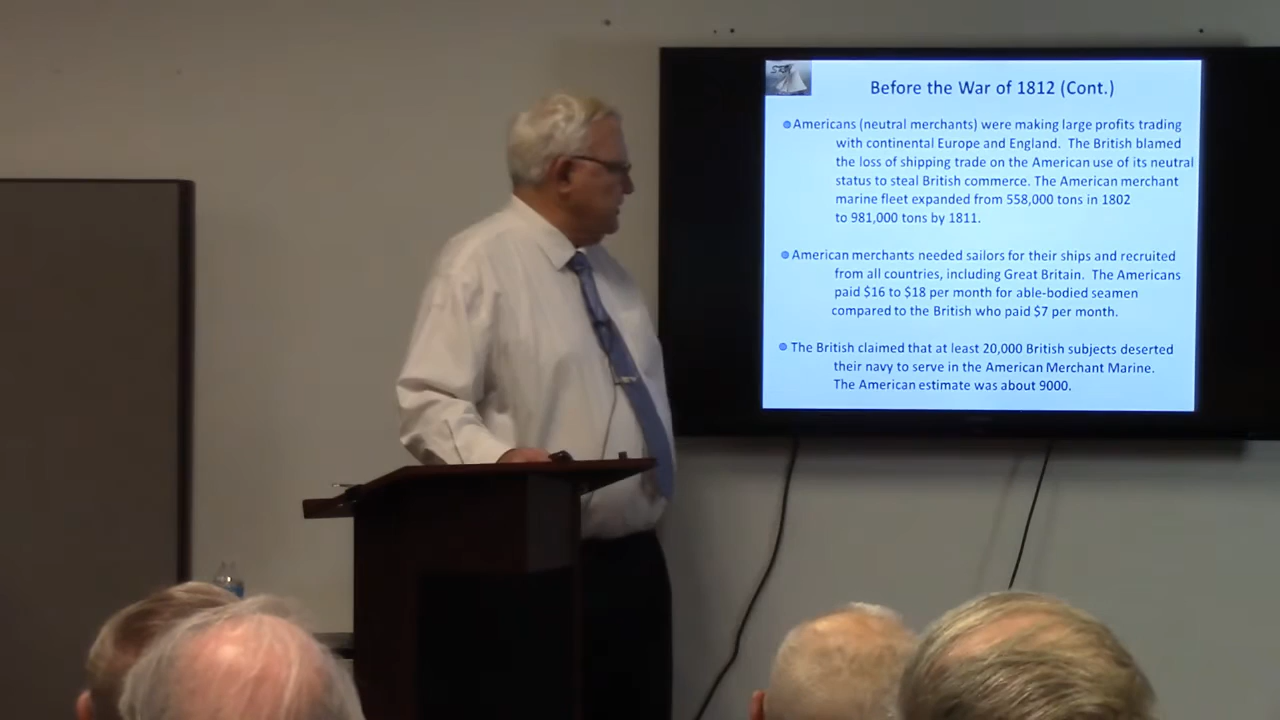 Before the War of 1812 (Cont.)
Americans (neutral merchants) were making large profits trading
with continental Europe and England. The British blamed
the loss of shipping trade on the American use of its neutral
status to steal British commerce. The American merchant
marine fleet expanded from 558,000 tons in 1802
to 981,000 tons by 1811.
American merchants needed sailors for their ships and recruited
from all countries, including Great Britain. The Americans
paid $16 to $18 per month for able-bodied seamen
compared to the British who paid $7 per month.
The British claimed that at least 20,000 British subjects deserted
their navy to serve in the American Merchant Marine.
The American estimate was about 9000.